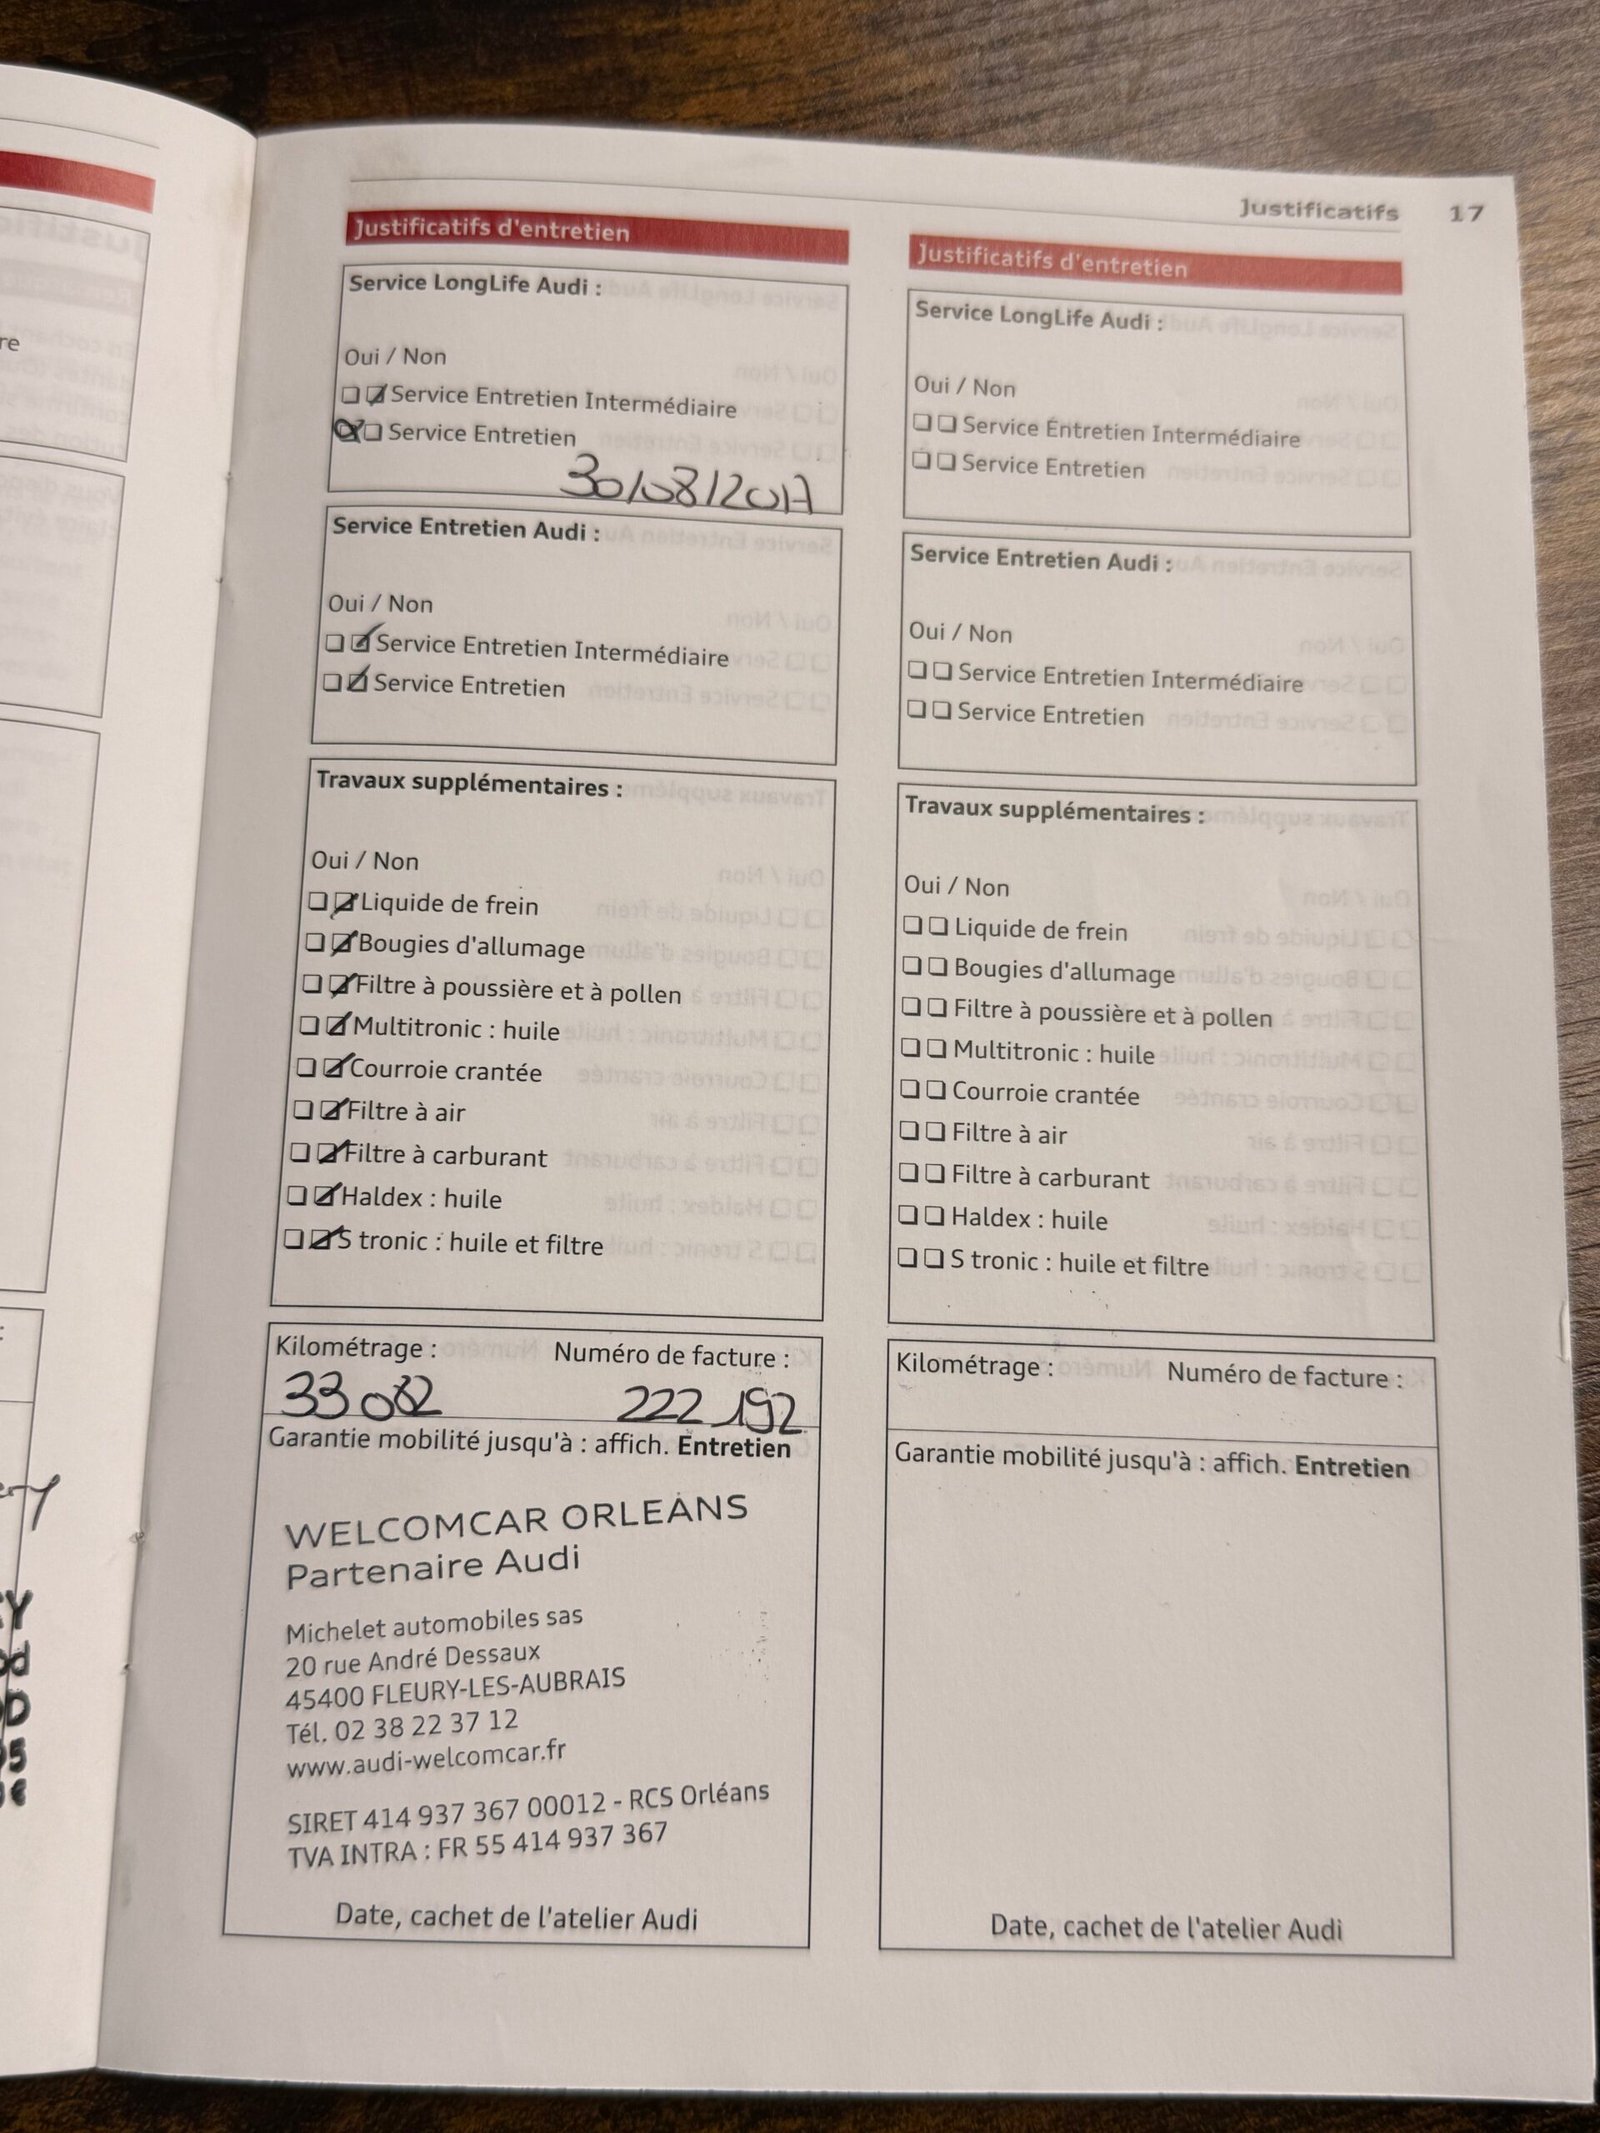 Justificatifs 17
Justificatifs d'entretien
Service LongLife Audi :
Oui / Non
Service Entretien Intermédiaire
Service Entretien
30/08/2017
Service Entretien Audi :
Oui / Non
Service Entretien Intermédiaire
Service Entretien
Travaux supplémentaires :
Oui / Non
Liquide de frein
Bougies d'allumage
Filtre à poussière et à pollen
Multitronic : huile
Courroie crantée
Filtre à air
Filtre à carburant
Haldex : huile
S tronic : huile et filtre
Kilométrage : Numéro de facture :
33 082 222 192
Garantie mobilité jusqu'à : affich. Entretien
WELCOMCAR ORLEANS
Partenaire Audi
Michelet automobiles sas
20 rue André Dessaux
45400 FLEURY-LES-AUBRAIS
Tél. 02 38 22 37 12
www.audi-welcomcar.fr
SIRET 414 937 367 00012 - RCS Orléans
TVA INTRA : FR 55 414 937 367
Date, cachet de l'atelier Audi
Justificatifs d'entretien
Service LongLife Audi :
Oui / Non
Service Entretien Intermédiaire
Service Entretien
Service Entretien Audi :
Oui / Non
Service Entretien Intermédiaire
Service Entretien
Travaux supplémentaires :
Oui / Non
Liquide de frein
Bougies d'allumage
Filtre à poussière et à pollen
Multitronic : huile
Courroie crantée
Filtre à air
Filtre à carburant
Haldex : huile
S tronic : huile et filtre
Kilométrage : Numéro de facture :
Garantie mobilité jusqu'à : affich. Entretien
Date, cachet de l'atelier Audi